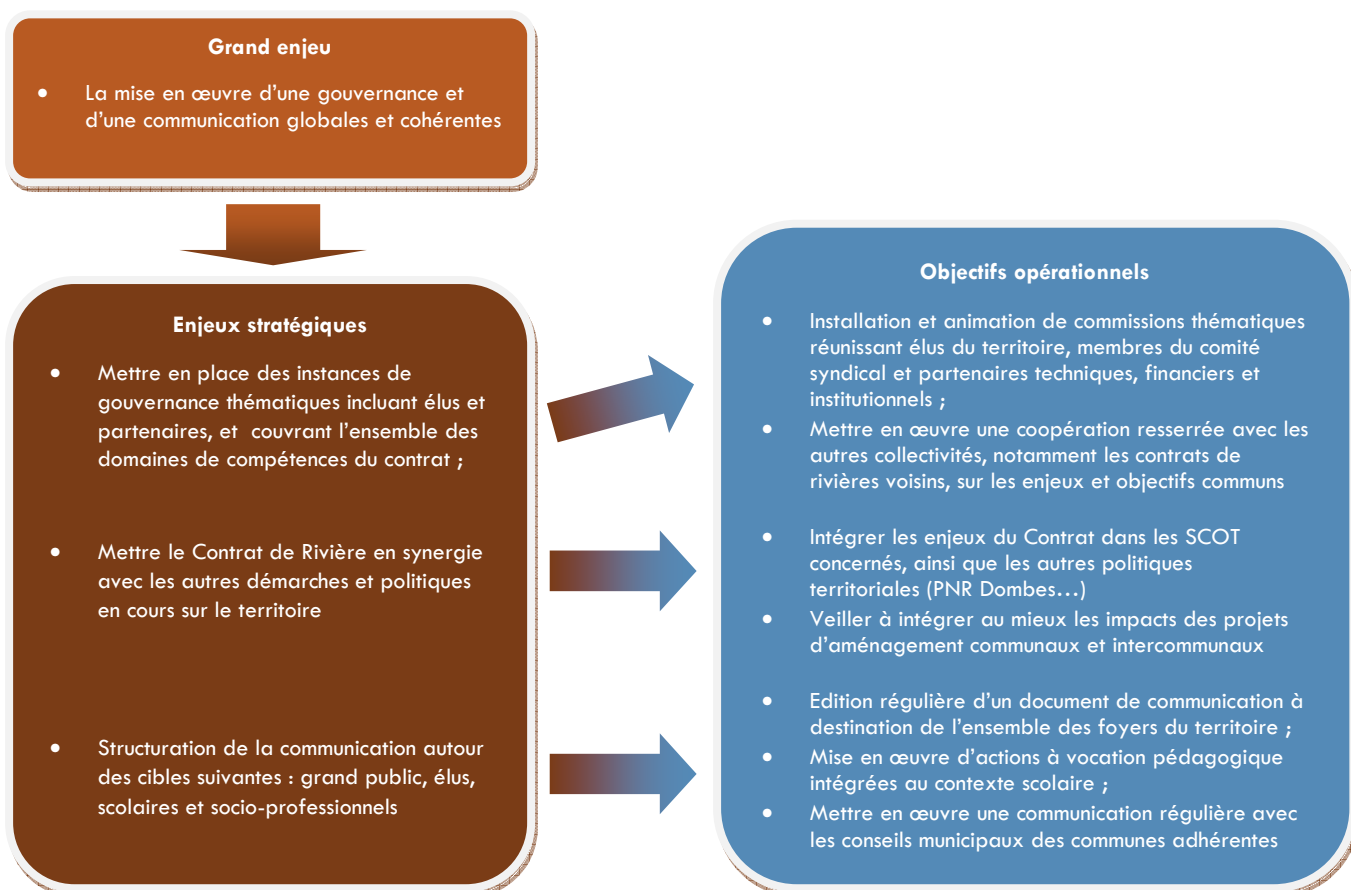 Grand enjeu
• La mise en œuvre d'une gouvernance et
d'une communication globales et cohérentes
Enjeux stratégiques
• Mettre en place des instances de
gouvernance thématiques incluant élus et
partenaires, et couvrant l'ensemble des
domaines de compétences du contrat ;
• Mettre le Contrat de Rivière en synergie
avec les autres démarches et politiques
en cours sur le territoire
• Structuration de la communication autour
des cibles suivantes : grand public, élus,
scolaires et socio-professionnels
Objectifs opérationnels
• Installation et animation de commissions thématiques
réunissant élus du territoire, membres du comité
syndical et partenaires techniques, financiers et
institutionnels ;
• Mettre en œuvre une coopération resserrée avec les
autres collectivités, notamment les contrats de
rivières voisins, sur les enjeux et objectifs communs
• Intégrer les enjeux du Contrat dans les SCOT
concernés, ainsi que les autres politiques
territoriales (PNR Dombes…)
• Veiller à intégrer au mieux les impacts des projets
d'aménagement communaux et intercommunaux
• Edition régulière d'un document de communication à
destination de l'ensemble des foyers du territoire ;
• Mise en œuvre d'actions à vocation pédagogique
intégrées au contexte scolaire ;
• Mettre en œuvre une communication régulière avec
les conseils municipaux des communes adhérentes